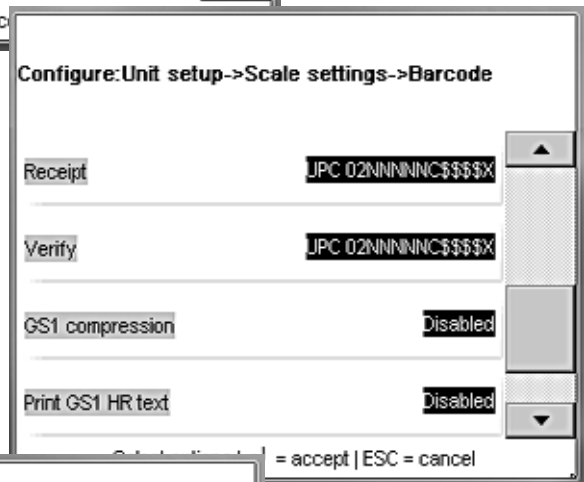 Configure:Unit setup->Scale settings->Barcode
Receipt UPC 02NNNNNC$$$$X
Verify UPC 02NNNNNC$$$$X
GS1 compression Disabled
Print GS1 HR text Disabled
= accept | ESC = cancel